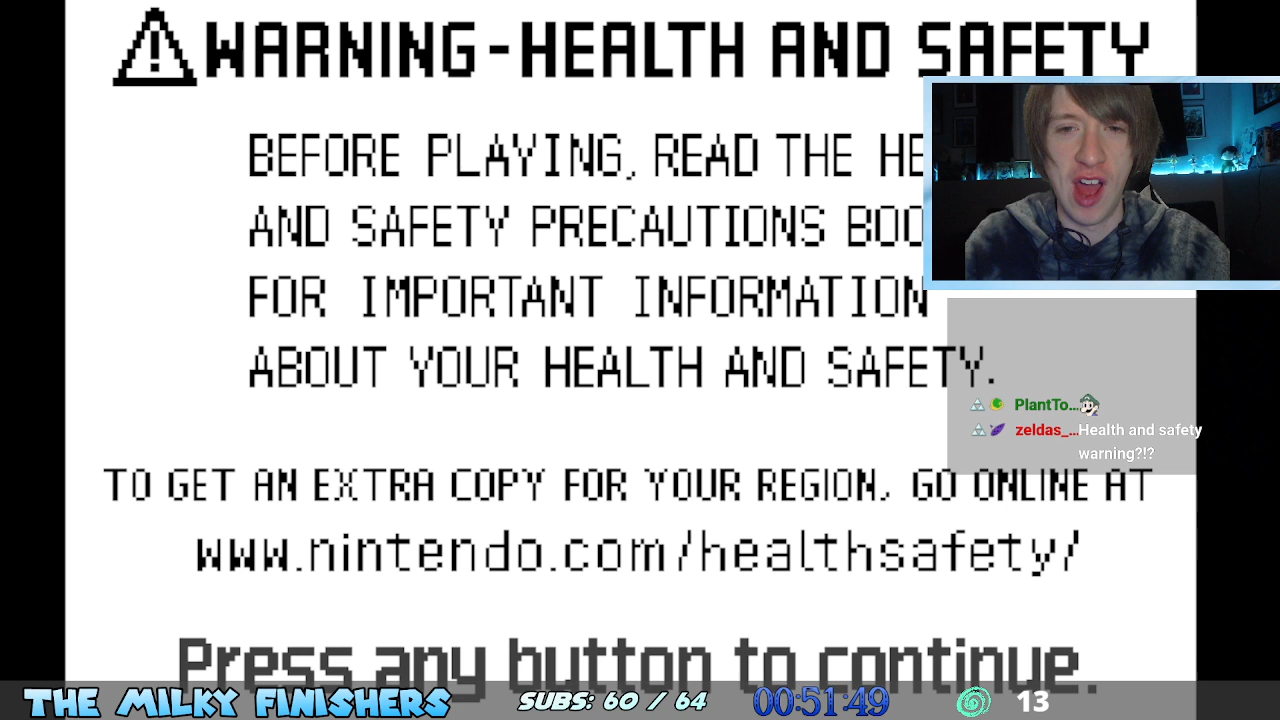 WARNING-HEALTH AND SAFETY
BEFORE PLAYING, READ THE
AND SAFETY PRECAUTIONS
FOR IMPORTANT INFORMATION
ABOUT YOUR HEALTH AND SAFETY.
PlantTo...
zeldas_... Health and safety
warning?!?
TO GET AN EXTRA COPY FOR YOUR REGION, GO ONLINE AT
www.nintendo.com/healthsafety/
Press any button to continue.
THE MILKY FINISHERS SUBS: 60 / 64 00:51:49 13